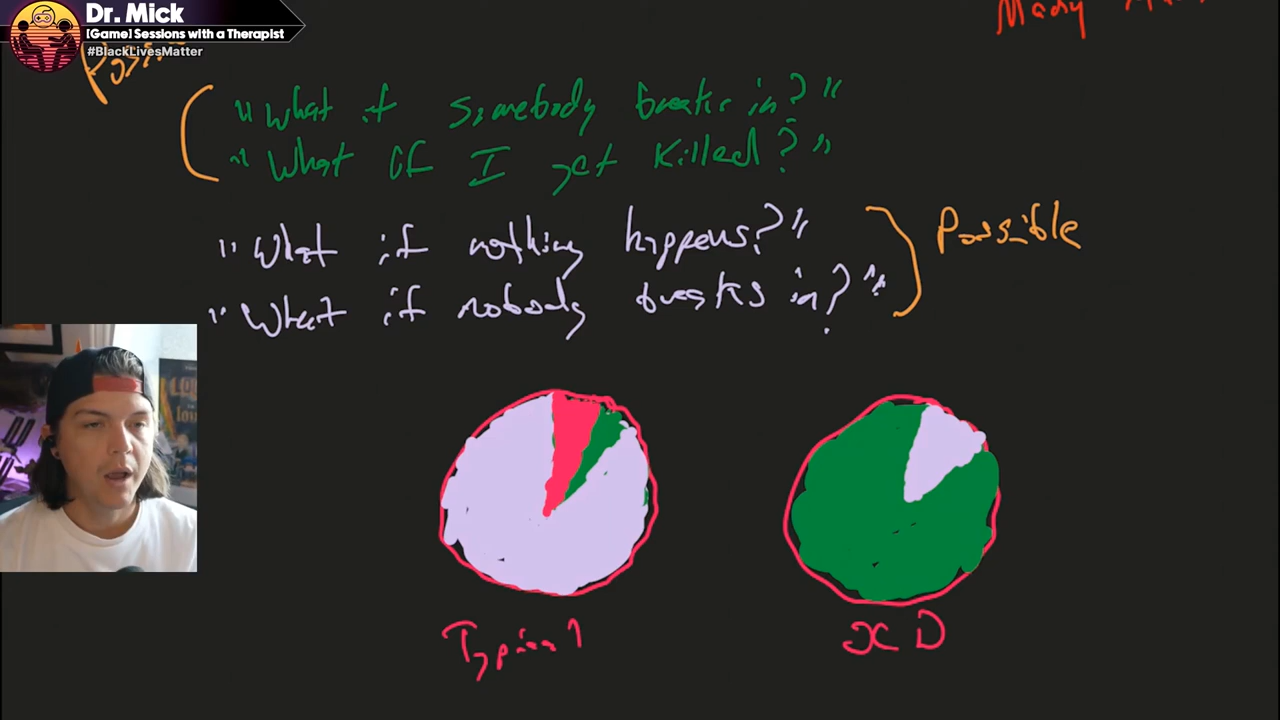 Dr. Mick
[Game] Sessions with a Therapist
#BlackLivesMatter
"What if somebody breaks in?"
"What if I get killed?"
"What if nothing happens?"
"What if nobody breaks in?"
Possible
Typical
OCD